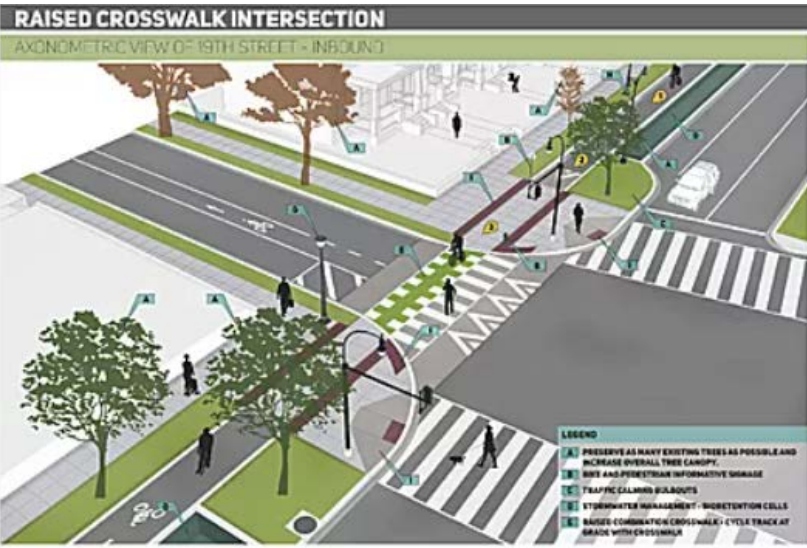 RAISED CROSSWALK INTERSECTION
AXONOMETRIC VIEW OF 19TH STREET - INBOUND
LEGEND
A PRESERVE AS MANY EXISTING TREES AS POSSIBLE AND
INCREASE OVERALL TREE CANOPY.
B BIKE AND PEDESTRIAN INFORMATIVE SIGNAGE
C TRAFFIC CALMING BULBOUTS
D STORMWATER MANAGEMENT - BIORETENTION CELLS
E RAISED COMBINATION CROSSWALK - CYCLE TRACK AT
GRADE WITH CROSSWALK